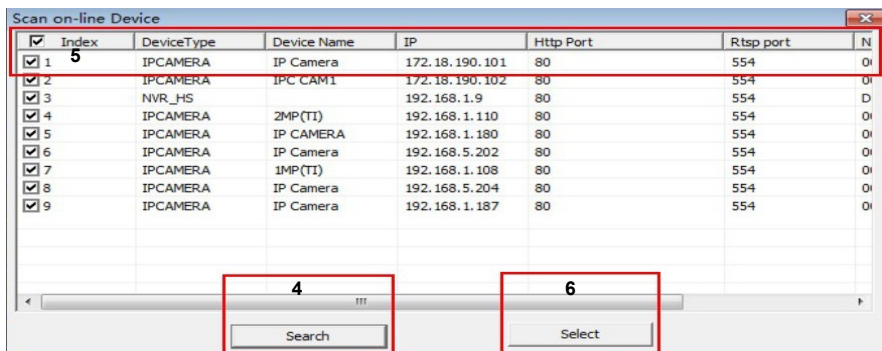 Scan on-line Device
Index DeviceType Device Name IP Http Port Rtsp port N
5
1 IPCAMERA IP Camera 172.18.190.101 80 554
2 IPCAMERA IPC CAM1 172.18.190.102 80 554
3 NVR_HS 192.168.1.9 80 554 D
4 IPCAMERA 2MP(TI) 192.168.1.110 80 554
5 IPCAMERA IP CAMERA 192.168.1.180 80 554
6 IPCAMERA IP Camera 192.168.5.202 80 554
7 IPCAMERA 1MP(TI) 192.168.1.108 80 554
8 IPCAMERA IP Camera 192.168.5.204 80 554
9 IPCAMERA IP Camera 192.168.1.187 80 554
4 6
Search Select